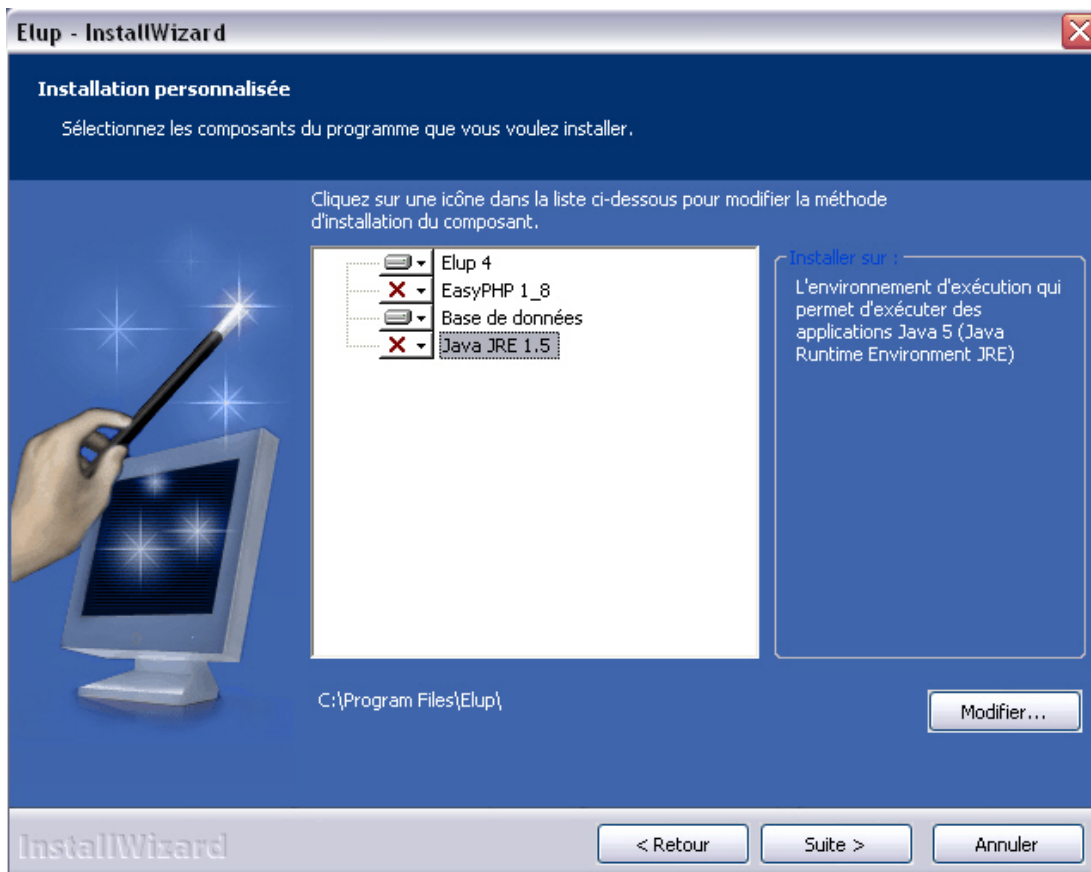 Elup - InstallWizard
Installation personnalisée
Sélectionnez les composants du programme que vous voulez installer.
Cliquez sur une icône dans la liste ci-dessous pour modifier la méthode
d'installation du composant.
Elup 4
EasyPHP 1_8
Base de données
Java JRE 1.5
Installer sur :
L'environnement d'exécution qui
permet d'exécuter des
applications Java 5 (Java
Runtime Environment JRE)
C:\Program Files\Elup\
Modifier...
InstallWizard
< Retour
Suite >
Annuler